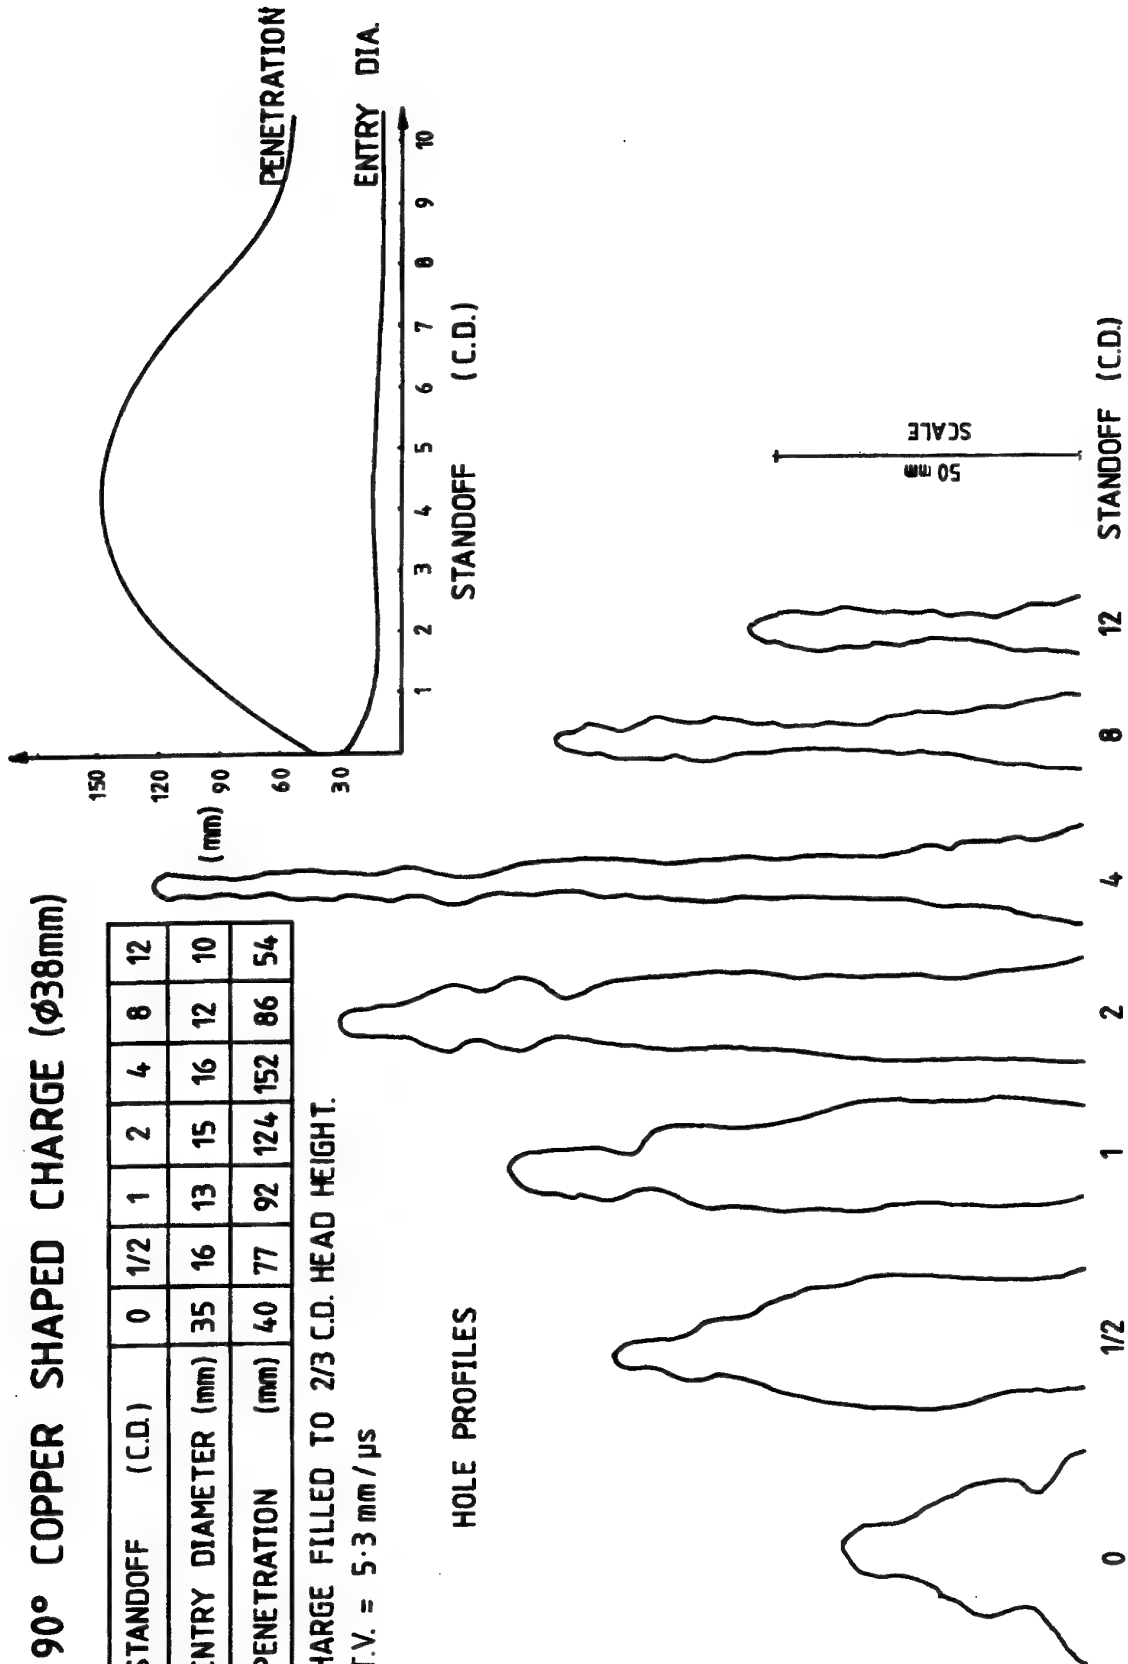 90° COPPER SHAPED CHARGE (Ø38mm)
STANDOFF (C.D.) 0 1/2 1 2 4 8 12
ENTRY DIAMETER (mm) 35 16 13 15 16 12 10
PENETRATION (mm) 40 77 92 124 152 86 54
HARGE FILLED TO 2/3 C.D. HEAD HEIGHT.
T.V. = 5·3 mm/µs
(mm)
150
120
90
60
30
PENETRATION
ENTRY DIA.
1 2 3 4 5 6 7 8 9 10
STANDOFF (C.D.)
HOLE PROFILES
50 mm
SCALE
0 1/2 1 2 4 8 12 STANDOFF (C.D.)